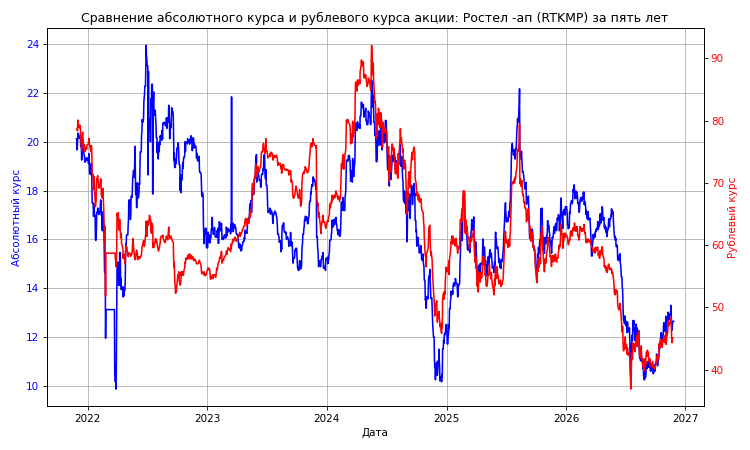 Сравнение абсолютного курса и рублевого курса акции: Ростел -ап (RTKMP) за пять лет
Абсолютный курс
24
22
20
18
16
14
12
10
90
80
70
60
50
40
Рублевый курс
2022 2023 2024 2025 2026 2027
Дата